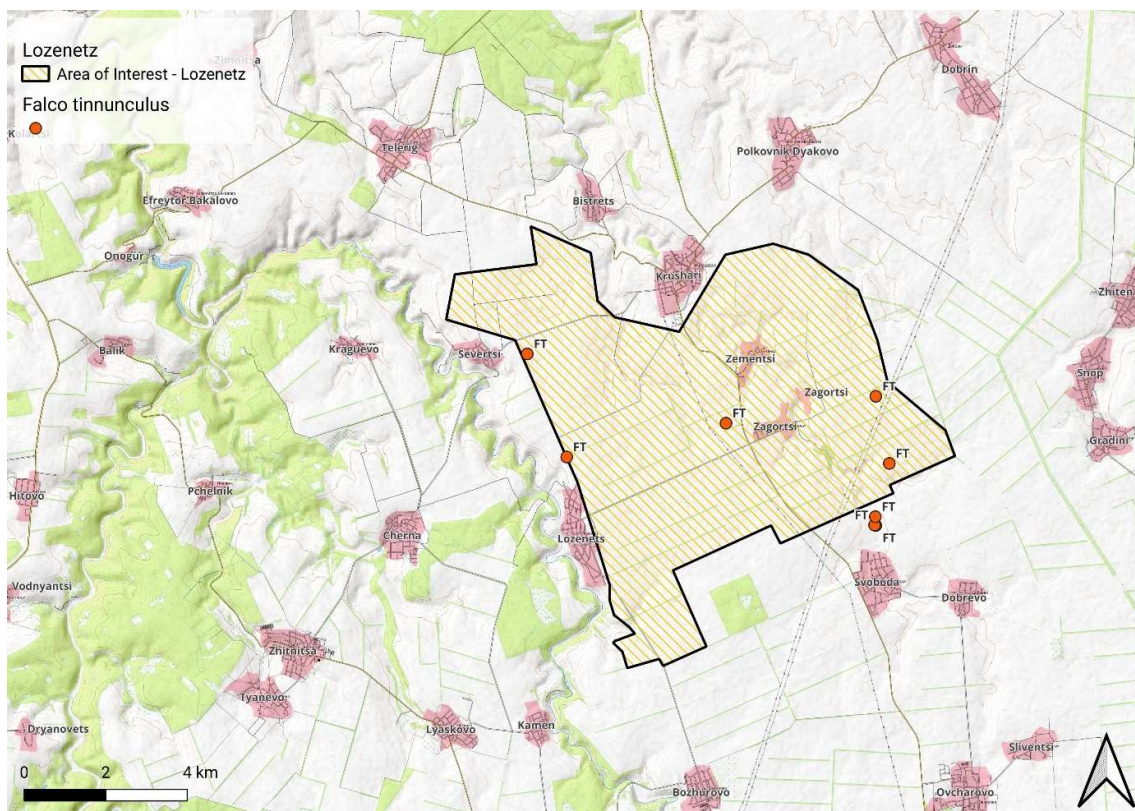 Lozenetz
Area of Interest - Lozenetz
Falco tinnunculus
Zimnitsa
Dobrin
Telerig
Polkovnik Dyakovo
Efreytor Bakalovo
Bistrets
Onogur
Krushari
Zhiten
Balik
Kraguevo
Severtsi
FT
Zementsi
Snop
Zagortsi
FT
FT
Zagortsi
Gradini
FT
FT
Hitovo
Pchelnik
FT
FT
FT
Cherna
Lozenets
Vodnyantsi
Svoboda
Dobrevo
Zhitnitsa
Tyanevo
Dryanovets
Lyaskovo
Kamen
Sliventsi
0 2 4 km
Bozhurovo
Ovcharovo